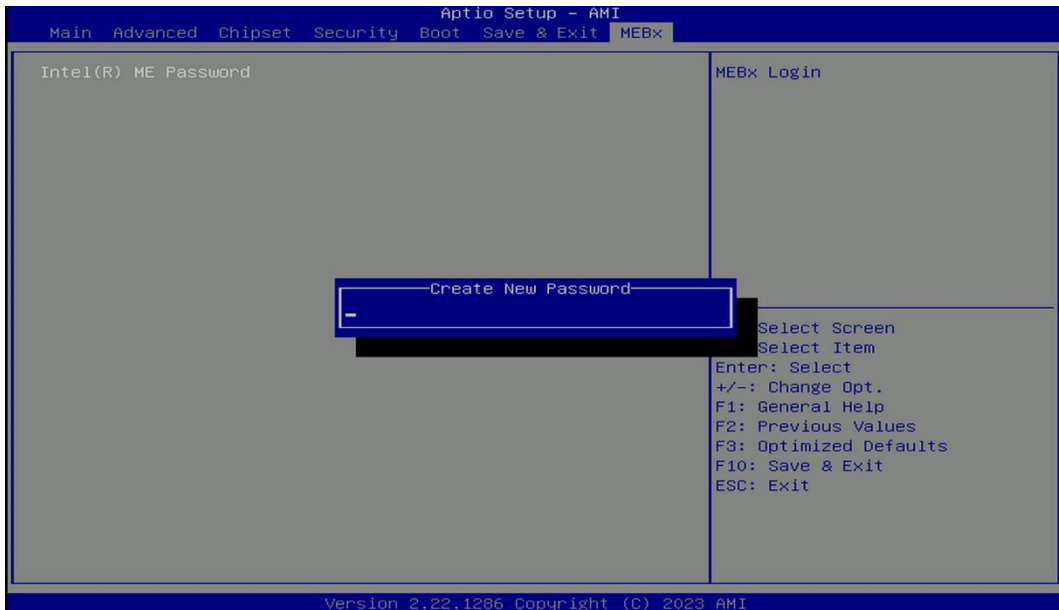 Aptio Setup - AMI
Main Advanced Chipset Security Boot Save & Exit MEBx
Intel(R) ME Password
MEBx Login
Create New Password
Select Screen
Select Item
Enter: Select
+/-: Change Opt.
F1: General Help
F2: Previous Values
F3: Optimized Defaults
F10: Save & Exit
ESC: Exit
Version 2.22.1286 Copyright (C) 2023 AMI